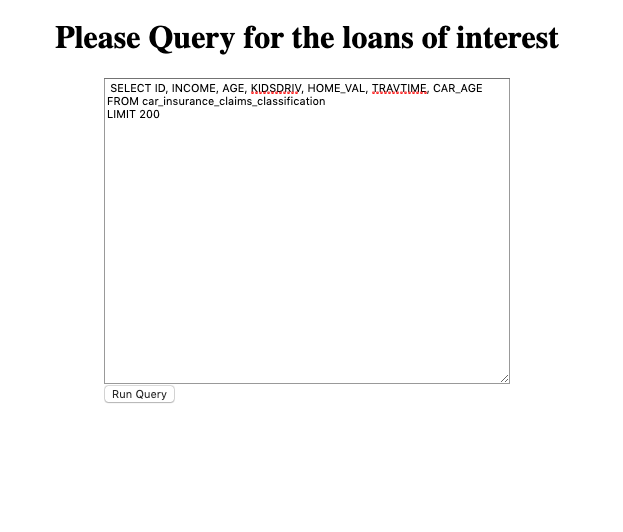 Please Query for the loans of interest
SELECT ID, INCOME, AGE, KIDSDRIV, HOME_VAL, TRAVTIME, CAR_AGE
FROM car_insurance_claims_classification
LIMIT 200
Run Query